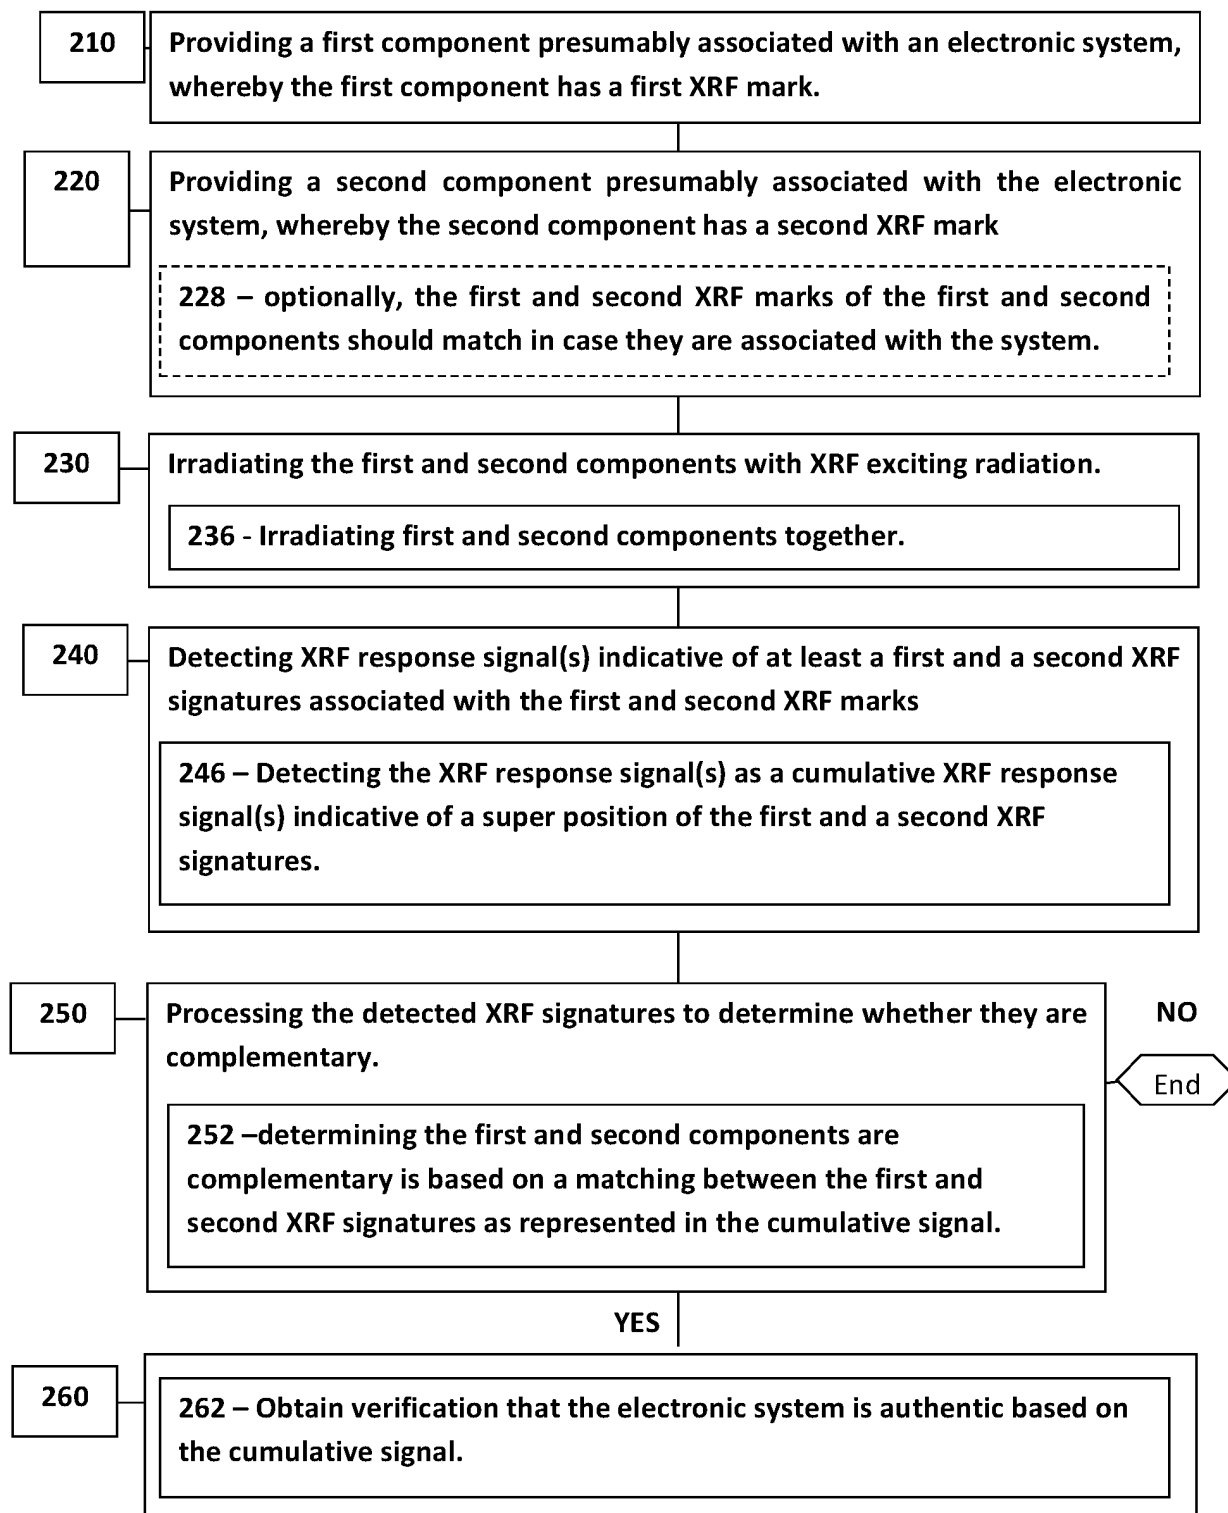 210
Providing a first component presumably associated with an electronic system,
whereby the first component has a first XRF mark.
220
Providing a second component presumably associated with the electronic
system, whereby the second component has a second XRF mark
228 – optionally, the first and second XRF marks of the first and second
components should match in case they are associated with the system.
230
Irradiating the first and second components with XRF exciting radiation.
236 - Irradiating first and second components together.
240
Detecting XRF response signal(s) indicative of at least a first and a second XRF
signatures associated with the first and second XRF marks
246 – Detecting the XRF response signal(s) as a cumulative XRF response
signal(s) indicative of a super position of the first and a second XRF
signatures.
250
Processing the detected XRF signatures to determine whether they are
complementary.
NO
End
252 –determining the first and second components are
complementary is based on a matching between the first and
second XRF signatures as represented in the cumulative signal.
YES
260
262 – Obtain verification that the electronic system is authentic based on
the cumulative signal.